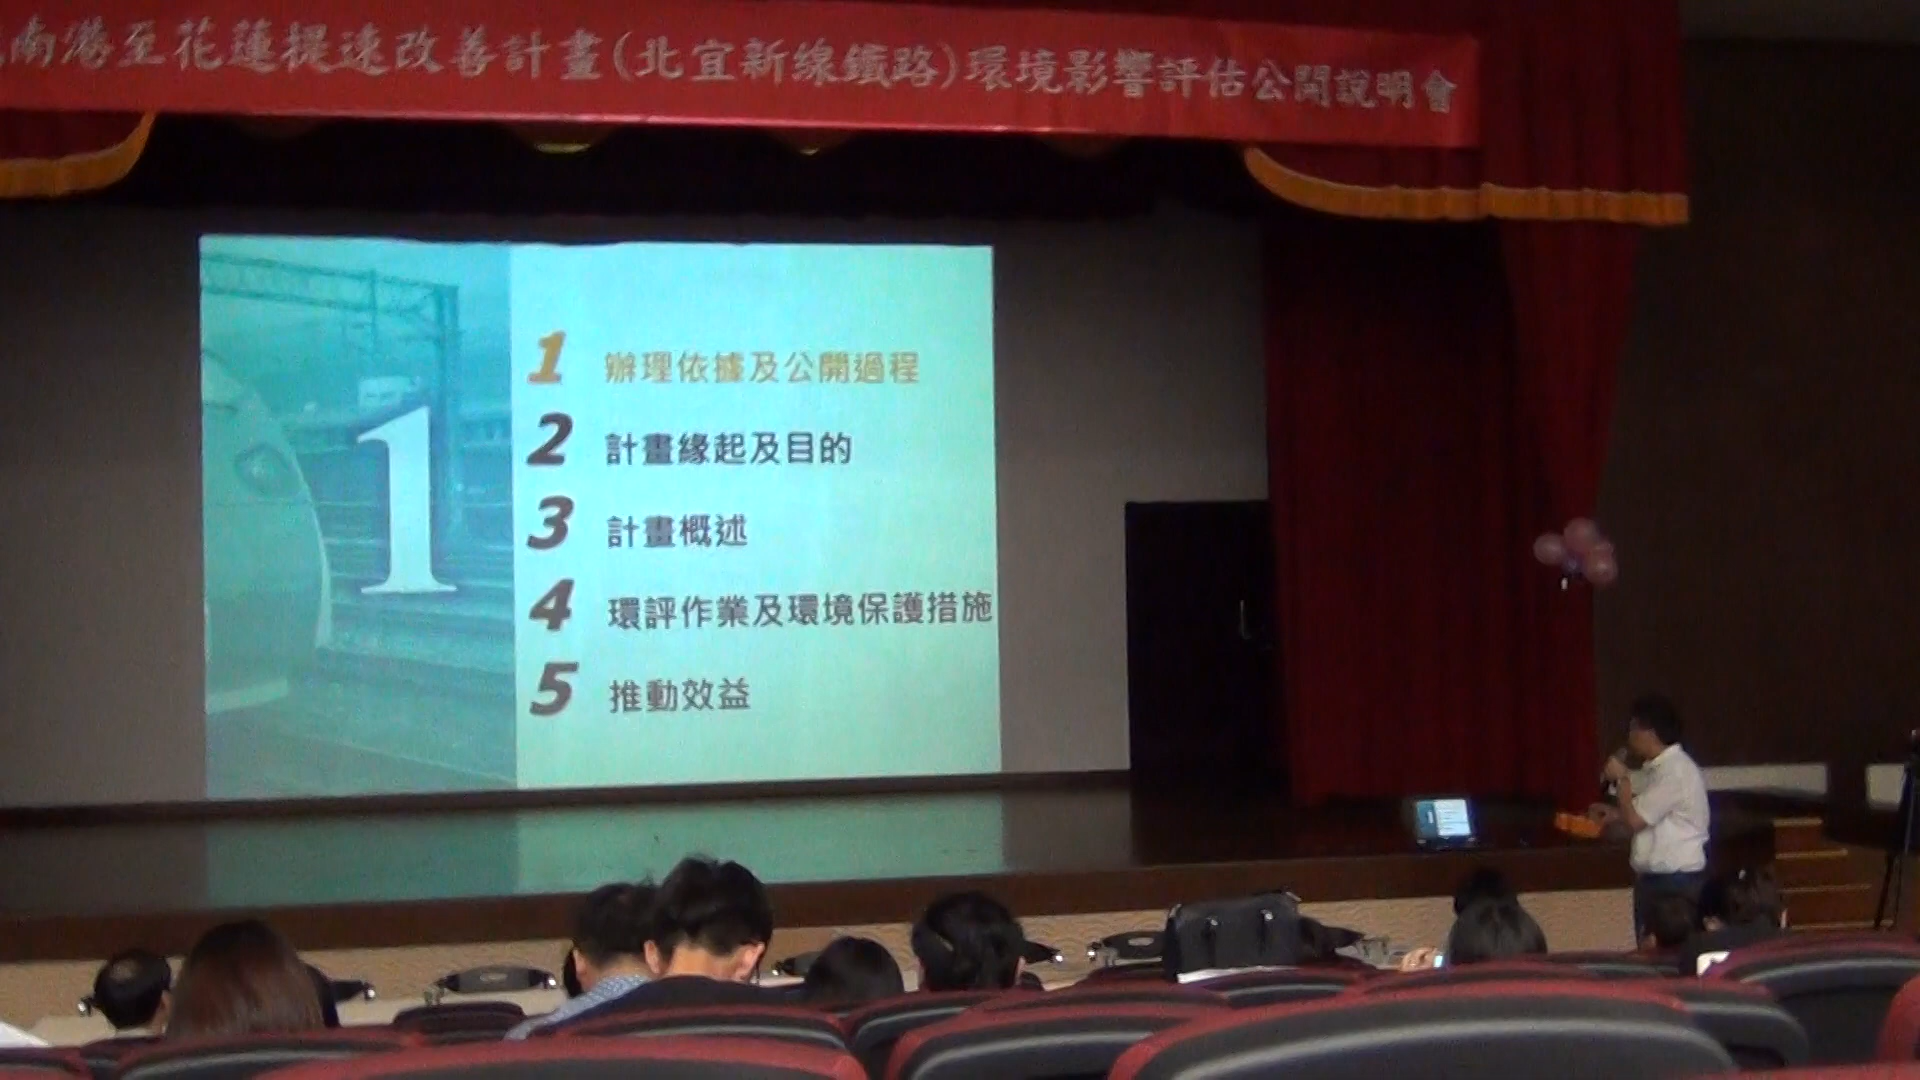 南港至花蓮提速改善計畫(北宜新線鐵路)環境影響評估公開說明會
1
1 辦理依據及公開過程
2 計畫緣起及目的
3 計畫概述
4 環評作業及環境保護措施
5 推動效益